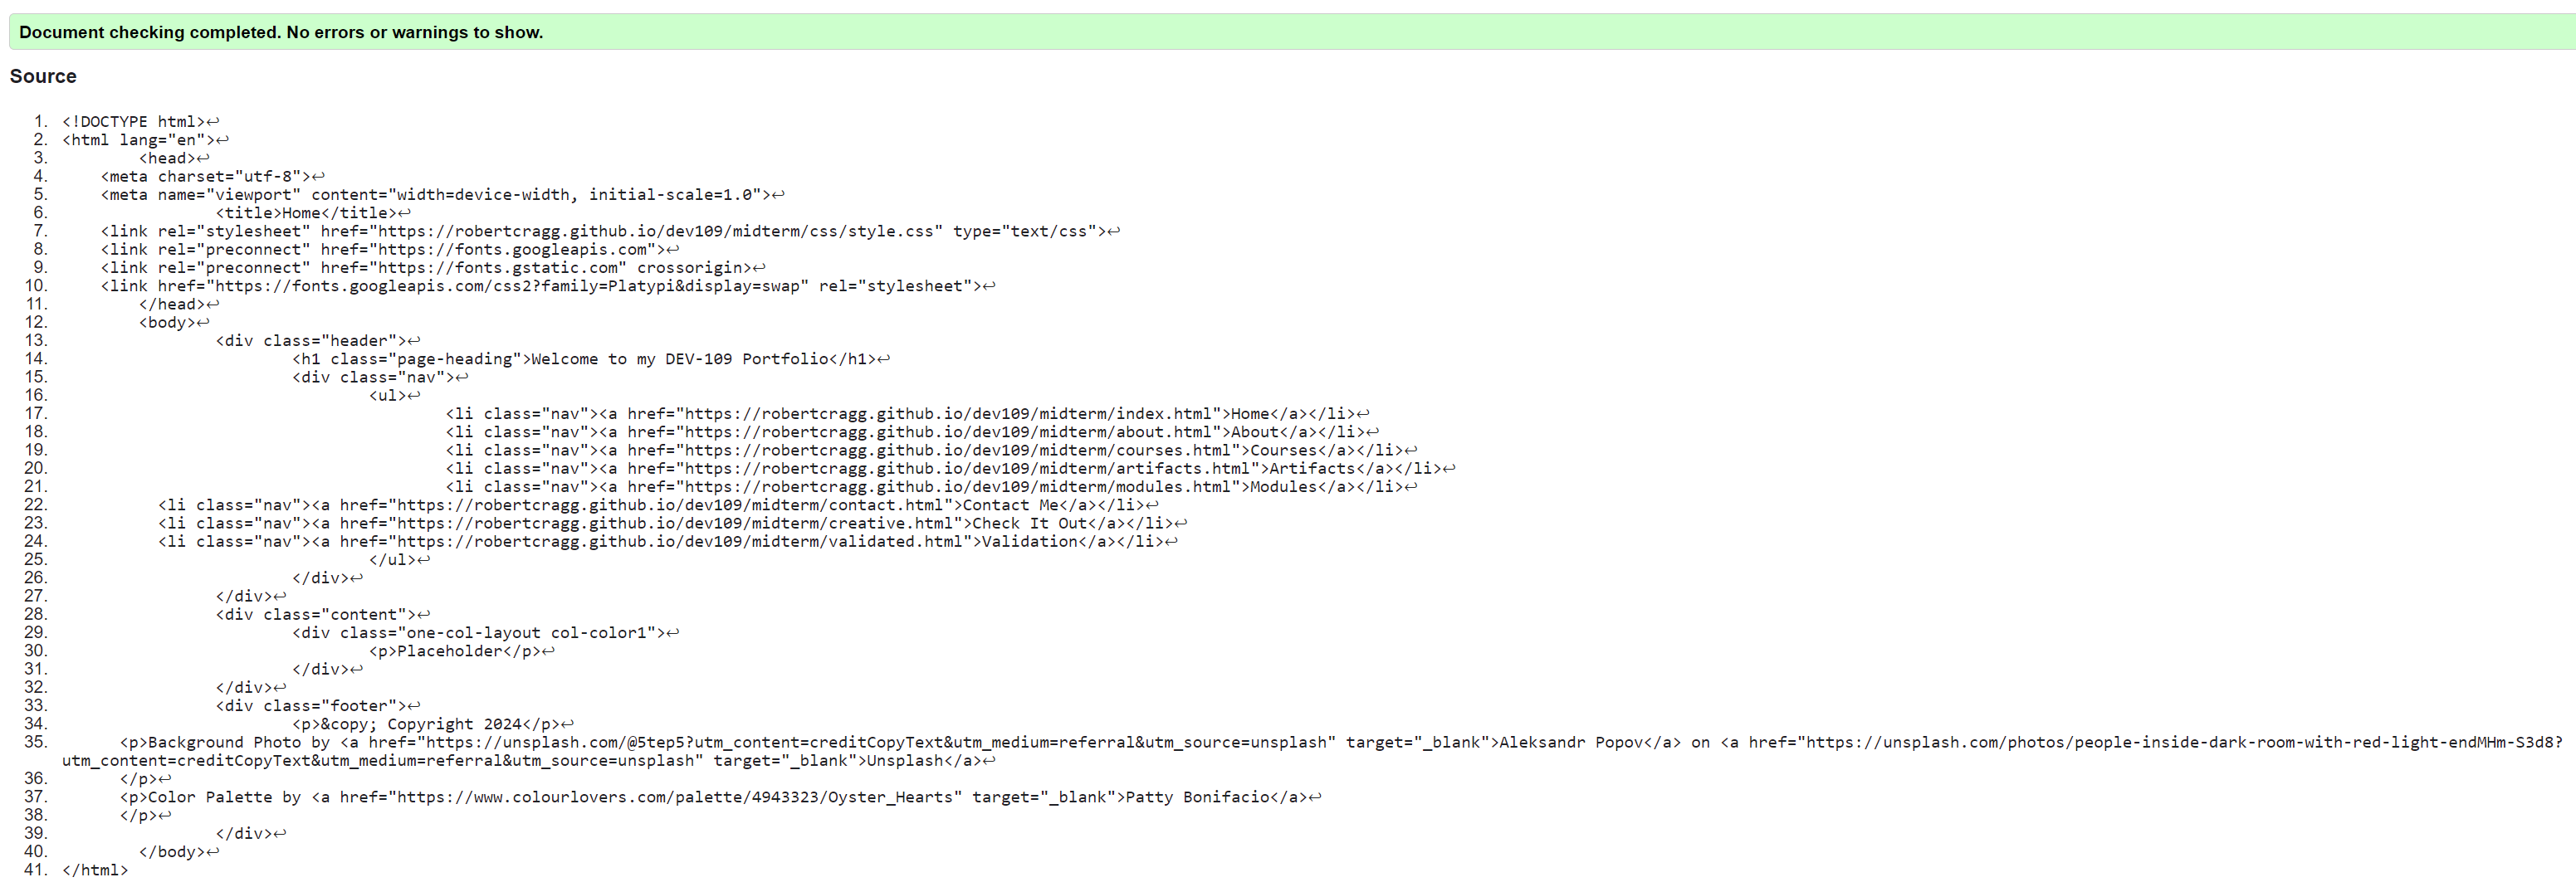 Document checking completed. No errors or warnings to show.
Source
1. <!DOCTYPE html>↩
2. <html lang="en">↩
3. <head>↩
4. <meta charset="utf-8">↩
5. <meta name="viewport" content="width=device-width, initial-scale=1.0">↩
6. <title>Home</title>↩
7. <link rel="stylesheet" href="https://robertcragg.github.io/dev109/midterm/css/style.css" type="text/css">↩
8. <link rel="preconnect" href="https://fonts.googleapis.com">↩
9. <link rel="preconnect" href="https://fonts.gstatic.com" crossorigin>↩
10. <link href="https://fonts.googleapis.com/css2?family=Platypi&display=swap" rel="stylesheet">↩
11. </head>↩
12. <body>↩
13. <div class="header">↩
14. <h1 class="page-heading">Welcome to my DEV-109 Portfolio</h1>↩
15. <div class="nav">↩
16. <ul>↩
17. <li class="nav"><a href="https://robertcragg.github.io/dev109/midterm/index.html">Home</a></li>↩
18. <li class="nav"><a href="https://robertcragg.github.io/dev109/midterm/about.html">About</a></li>↩
19. <li class="nav"><a href="https://robertcragg.github.io/dev109/midterm/courses.html">Courses</a></li>↩
20. <li class="nav"><a href="https://robertcragg.github.io/dev109/midterm/artifacts.html">Artifacts</a></li>↩
21. <li class="nav"><a href="https://robertcragg.github.io/dev109/midterm/modules.html">Modules</a></li>↩
22. <li class="nav"><a href="https://robertcragg.github.io/dev109/midterm/contact.html">Contact Me</a></li>↩
23. <li class="nav"><a href="https://robertcragg.github.io/dev109/midterm/creative.html">Check It Out</a></li>↩
24. <li class="nav"><a href="https://robertcragg.github.io/dev109/midterm/validated.html">Validation</a></li>↩
25. </ul>↩
26. </div>↩
27. </div>↩
28. <div class="content">↩
29. <div class="one-col-layout col-color1">↩
30. <p>Placeholder</p>↩
31. </div>↩
32. </div>↩
33. <div class="footer">↩
34. <p>&copy; Copyright 2024</p>↩
35. <p>Background Photo by <a href="https://unsplash.com/@5tep5?utm_content=creditCopyText&utm_medium=referral&utm_source=unsplash" target="_blank">Aleksandr Popov</a> on <a href="https://unsplash.com/photos/people-inside-dark-room-with-red-light-endMHm-S3d8?
utm_content=creditCopyText&utm_medium=referral&utm_source=unsplash" target="_blank">Unsplash</a>↩
36. </p>↩
37. <p>Color Palette by <a href="https://www.colourlovers.com/palette/4943323/Oyster_Hearts" target="_blank">Patty Bonifacio</a>↩
38. </p>↩
39. </div>↩
40. </body>↩
41. </html>